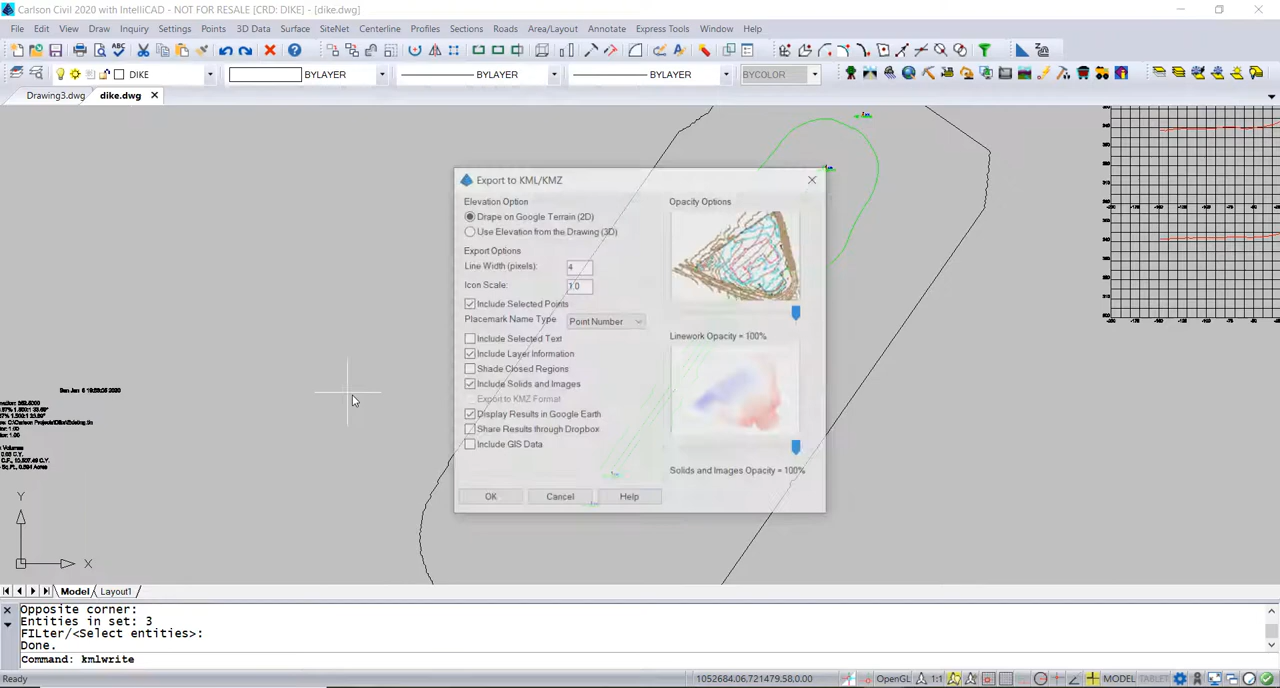 Carlson Civil 2020 with IntelliCAD - NOT FOR RESALE [CRD: DIKE] - [dike.dwg]
File Edit View Draw Inquiry Settings Points 3D Data Surface SiteNet Centerline Profiles Sections Roads Area/Layout Annotate Express Tools Window Help
DIKE BYLAYER BYLAYER BYLAYER BYCOLOR
Drawing3.dwg dike.dwg
Export to KML/KMZ
Elevation Option
Drape on Google Terrain (2D)
Use Elevation from the Drawing (3D)
Export Options
Line Width (pixels): 4
Icon Scale: 1.0
Include Selected Points
Placemark Name Type Point Number
Include Selected Text
Include Layer Information
Shade Closed Regions
Include Solids and Images
Export to KMZ Format
Display Results in Google Earth
Share Results through Dropbox
Include GIS Data
OK Cancel Help
Opacity Options
Linework Opacity = 100%
Solids and Images Opacity = 100%
Y
X
Model Layout1
Opposite corner:
Entities in set: 3
FILter/<Select entities>:
Done.
Command: kmlwrite
Ready 1052684.06,721479.58,0.00 OpenGL 1:1 MODEL TABLET